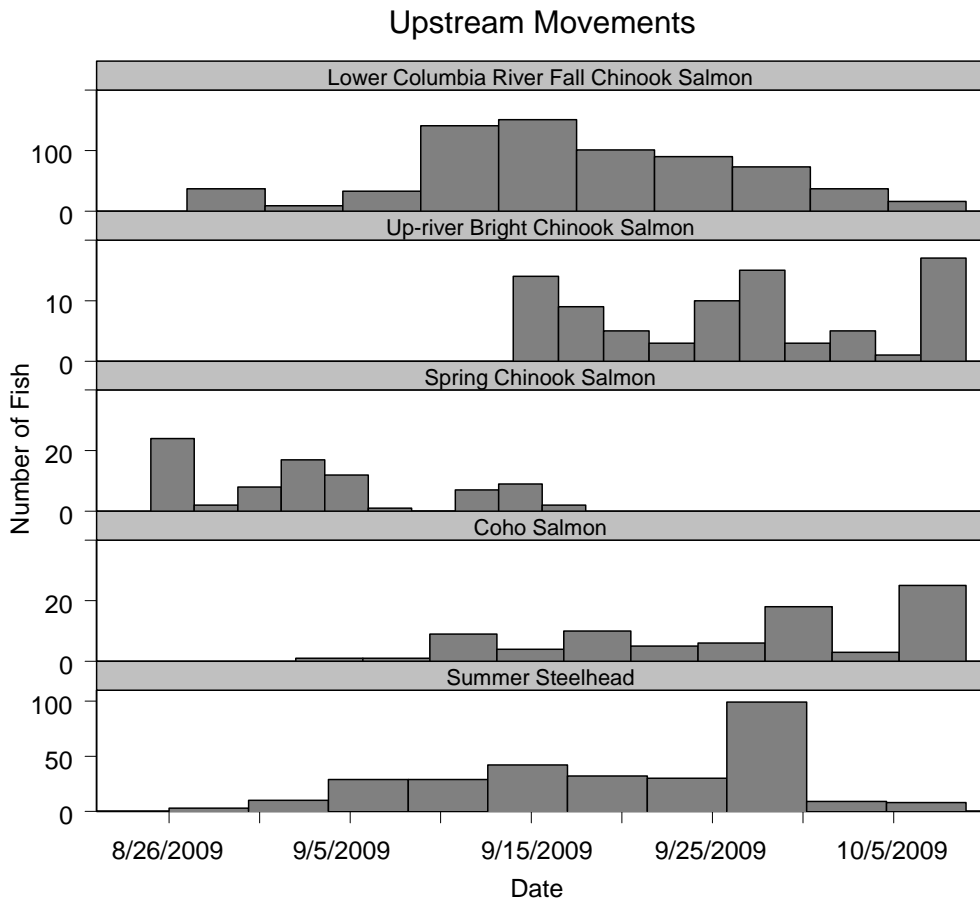 Upstream Movements
Lower Columbia River Fall Chinook Salmon
100
0
Up-river Bright Chinook Salmon
10
0
Spring Chinook Salmon
20
0
Coho Salmon
20
0
Summer Steelhead
100
50
0
Number of Fish
8/26/2009 9/5/2009 9/15/2009 9/25/2009 10/5/2009
Date